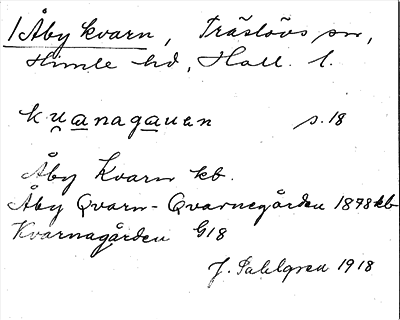 /Åby kvarn, Träslövs sn,
Himle hd, Hall. l.
kuanagauen s. 18
Åby Kvarn kb.
Åby Qvarn - Qvarnegården 1878 kb
Kvarnagården G18
J. Sahlgren 1918